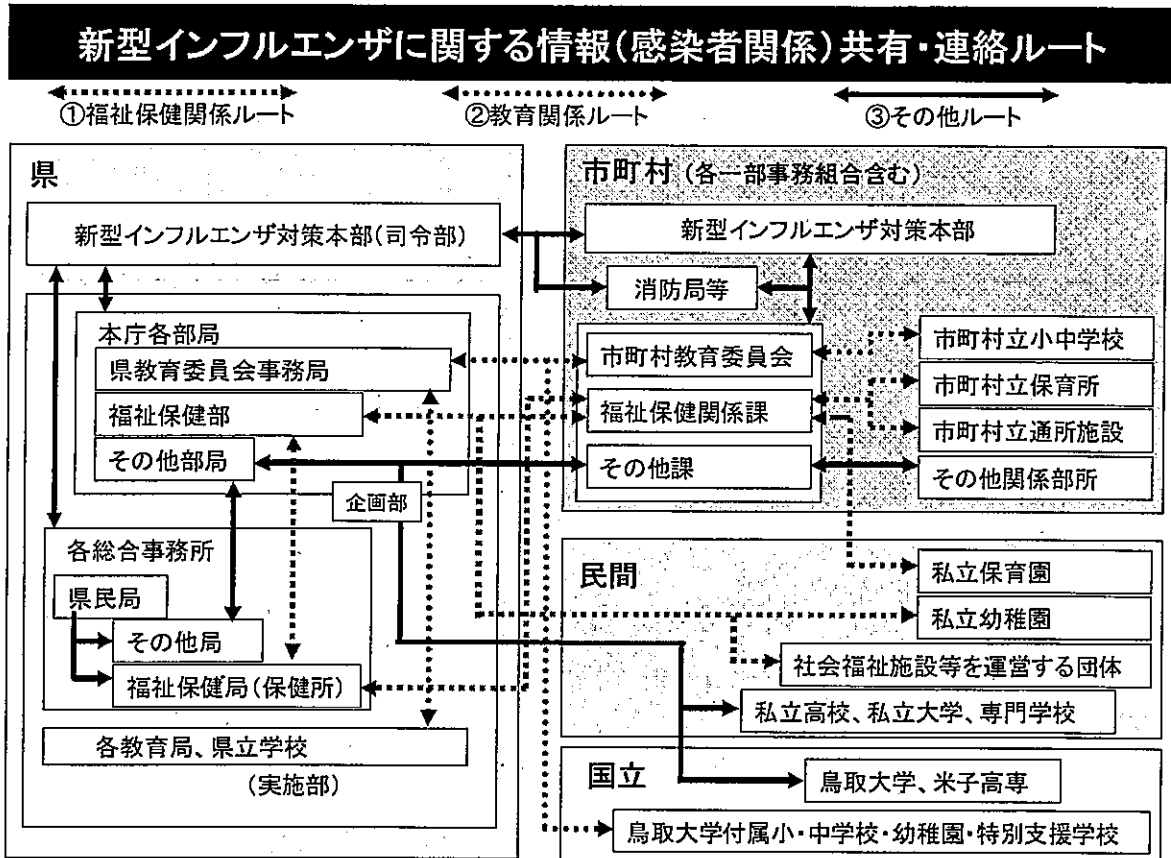 新型インフルエンザに関する情報(感染者関係)共有・連絡ルート
①福祉保健関係ルート
②教育関係ルート
③その他ルート
県
新型インフルエンザ対策本部(司令部)
本庁各部局
県教育委員会事務局
福祉保健部
その他部局
企画部
各総合事務所
県民局
その他局
福祉保健局(保健所)
各教育局、県立学校
(実施部)
市町村(各一部事務組合含む)
新型インフルエンザ対策本部
消防局等
市町村教育委員会
福祉保健関係課
その他課
市町村立小中学校
市町村立保育所
市町村立通所施設
その他関係部所
民間
私立保育園
私立幼稚園
社会福祉施設等を運営する団体
私立高校、私立大学、専門学校
国立
鳥取大学、米子高専
鳥取大学付属小・中学校・幼稚園・特別支援学校